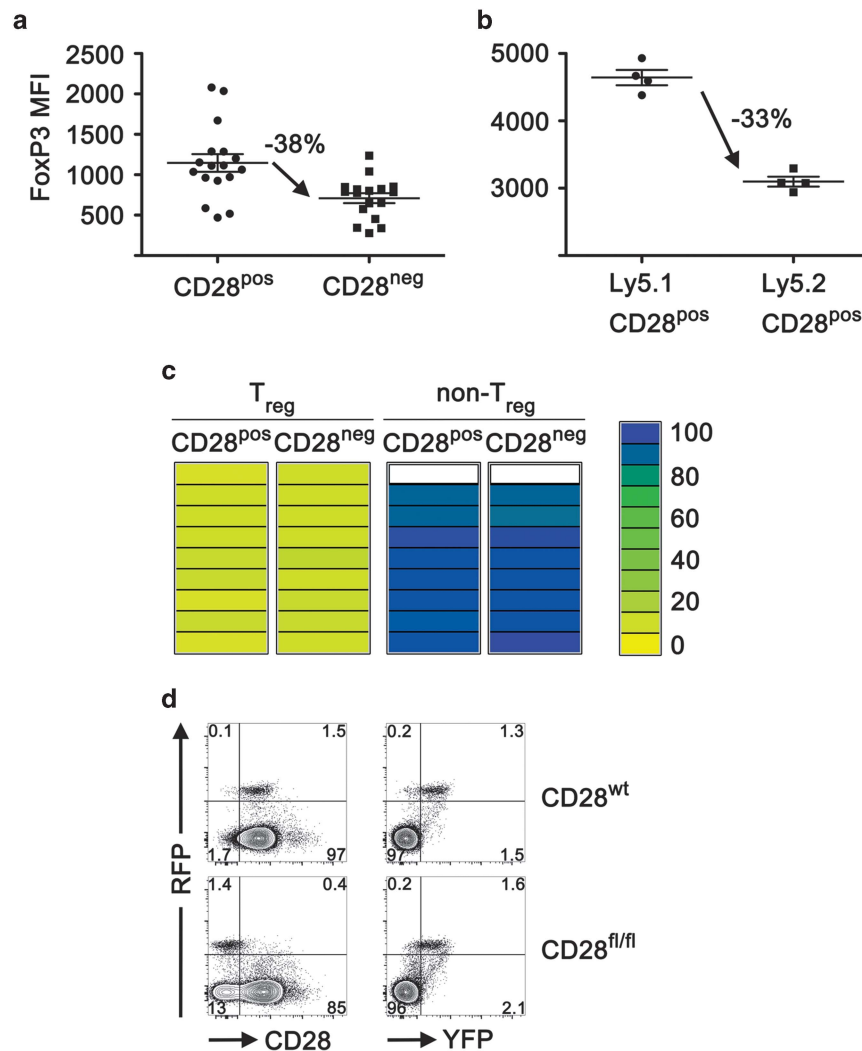 a
FoxP3 MFI
2500
2000
1500
1000
500
-38%
CD28pos
CD28neg
b
5000
4000
3000
-33%
Ly5.1
CD28pos
Ly5.2
CD28pos
c
Treg
non-Treg
CD28pos CD28neg
CD28pos CD28neg
100
80
60
40
20
0
d
RFP
0.1
1.5
1.7
97
0.2
1.3
97
1.5
CD28wt
1.4
0.4
13
85
0.2
1.6
96
2.1
CD28fl/fl
CD28
YFP